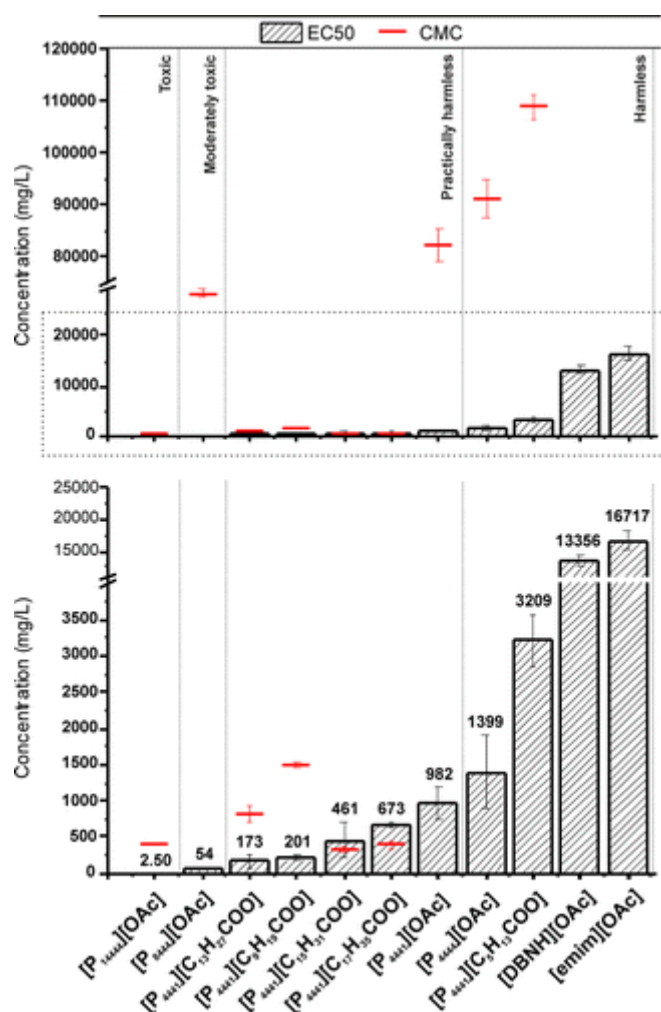 EC50 CMC
Toxic
Moderately toxic
Practically harmless
Harmless
Concentration (mg/L)
120000
110000
100000
90000
80000
20000
10000
0
Concentration (mg/L)
25000
20000
15000
3500
3000
2500
2000
1500
1000
500
0
2.50
54
173
201
461
673
982
1399
3209
13356
16717
[P₁₄₄₄₄][OAc]
[P₈₄₄₄][OAc]
[P₄₄₄₁][C₁₃H₂₇COO]
[P₄₄₄₁][C₉H₁₉COO]
[P₄₄₄₁][C₁₅H₃₁COO]
[P₄₄₄₁][C₁₇H₃₅COO]
[P₄₄₄₁][OAc]
[P₄₄₄₄][OAc]
[P₄₄₄₁][C₅H₁₃COO]
[DBNH][OAc]
[emim][OAc]